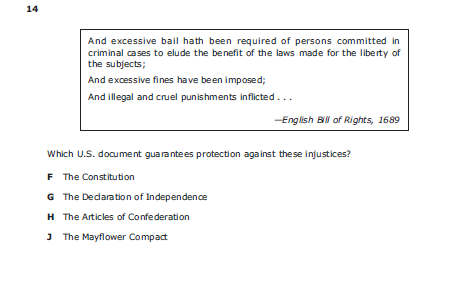 14
And excessive bail hath been required of persons committed in
criminal cases to elude the benefit of the laws made for the liberty of
the subjects;
And excessive fines have been imposed;
And illegal and cruel punishments inflicted . . .
—English Bill of Rights, 1689
Which U.S. document guarantees protection against these injustices?
F The Constitution
G The Declaration of Independence
H The Articles of Confederation
J The Mayflower Compact